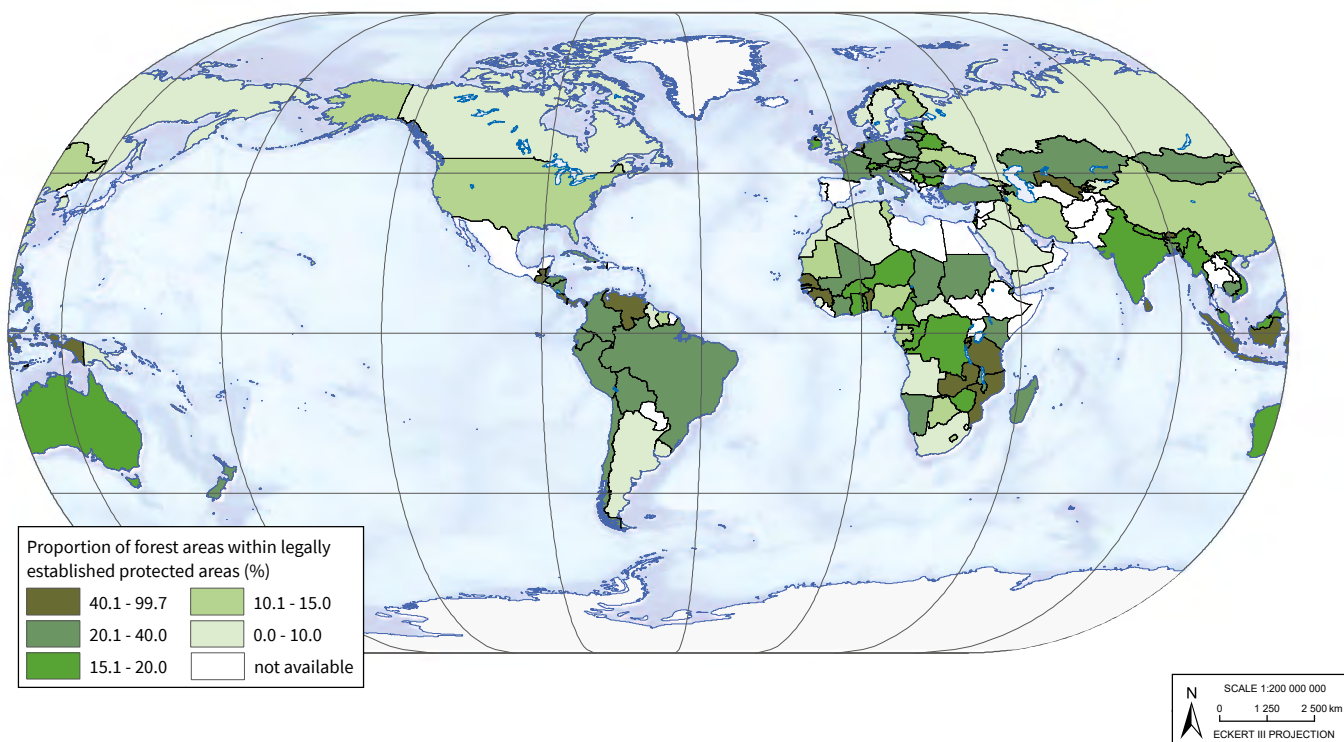 Proportion of forest areas within legally
established protected areas (%)
40.1 - 99.7
10.1 - 15.0
20.1 - 40.0
0.0 - 10.0
15.1 - 20.0
not available
N
SCALE 1:200 000 000
0 1 250 2 500 km
ECKERT III PROJECTION